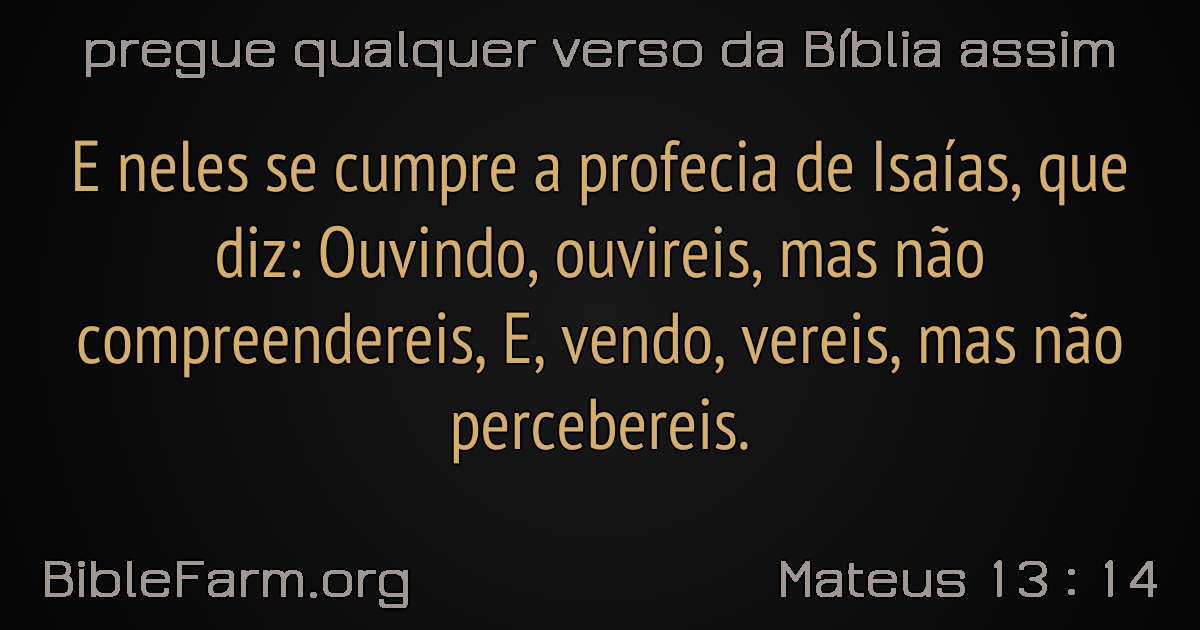 pregue qualquer verso da Bíblia assim
E neles se cumpre a profecia de Isaías, que
diz: Ouvindo, ouvireis, mas não
compreendereis, E, vendo, vereis, mas não
percebereis.
BibleFarm.org
Mateus 13 : 14